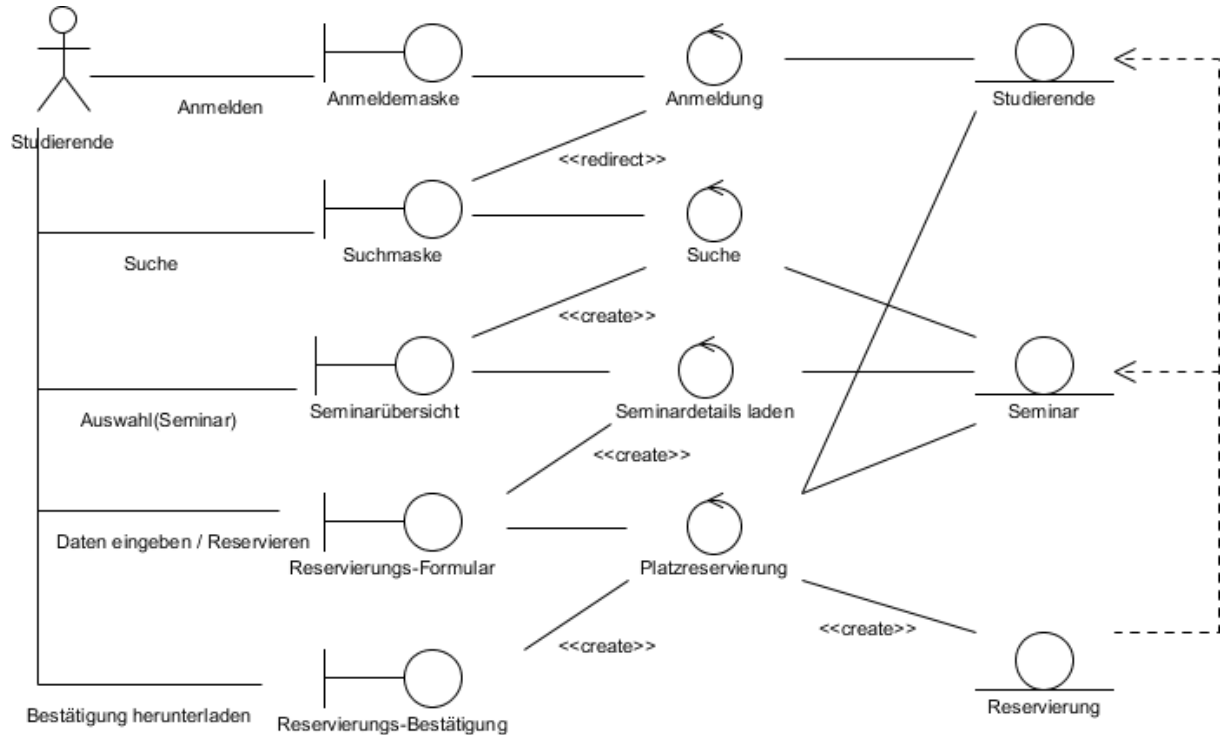 Anmelden
Anmeldemaske
Anmeldung
Studierende
Studierende
<<redirect>>
Suche
Suchmaske
Suche
<<create>>
Auswahl(Seminar)
Seminarübersicht
Seminardetails laden
Seminar
<<create>>
Daten eingeben / Reservieren
Reservierungs-Formular
Platzreservierung
<<create>>
<<create>>
Bestätigung herunterladen
Reservierungs-Bestätigung
Reservierung